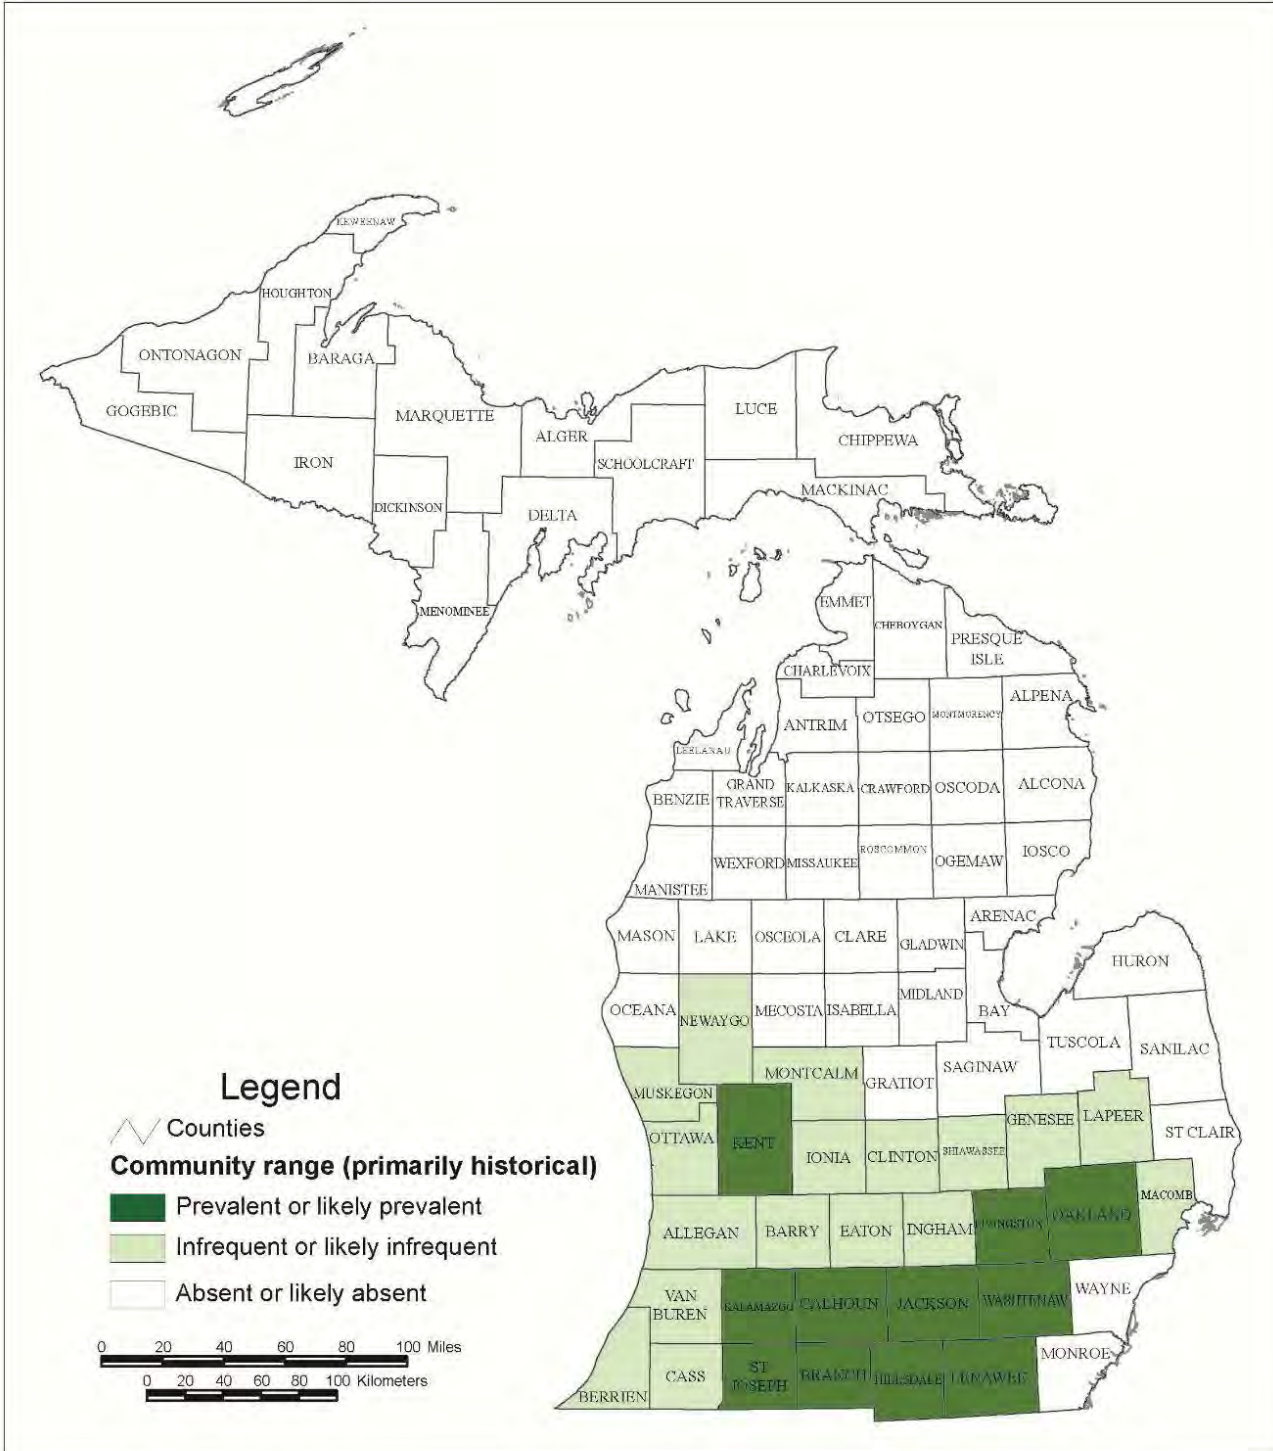 KEWEENAW
HOUGHTON
ONTONAGON
BARAGA
GOGEBIC
MARQUETTE
LUCE
ALGER
CHIPPEWA
IRON
SCHOOLCRAFT
MACKINAC
DICKINSON
DELTA
MENOMINEE
EMMET
CHEBOYGAN
PRESQUE
ISLE
CHARLEVOIX
ALPENA
ANTRIM
OTSEGO
MONTMORENCY
LEELANAU
BENZIE
GRAND
TRAVERSE
KALKASKA
CRAWFORD
OSCODA
ALCONA
MANISTEE
WEXFORD
MISSAUKEE
ROSCOMMON
OGEMAW
IOSCO
ARENAC
MASON
LAKE
OSCEOLA
CLARE
GLADWIN
HURON
OCEANA
NEWAYGO
MECOSTA
ISABELLA
MIDLAND
BAY
TUSCOLA
SANILAC
MUSKEGON
MONTCALM
GRATIOT
SAGINAW
GENESEE
LAPEER
ST CLAIR
OTTAWA
KENT
IONIA
CLINTON
SHIAWASSEE
MACOMB
ALLEGAN
BARRY
EATON
INGHAM
LIVINGSTON
OAKLAND
VAN
BUREN
KALAMAZOO
CALHOUN
JACKSON
WASHTENAW
WAYNE
BERRIEN
CASS
ST
JOSEPH
BRANCH
HILLSDALE
LENAWEE
MONROE
Legend
Counties
Community range (primarily historical)
Prevalent or likely prevalent
Infrequent or likely infrequent
Absent or likely absent
0 20 40 60 80 100 Miles
0 20 40 60 80 100 Kilometers